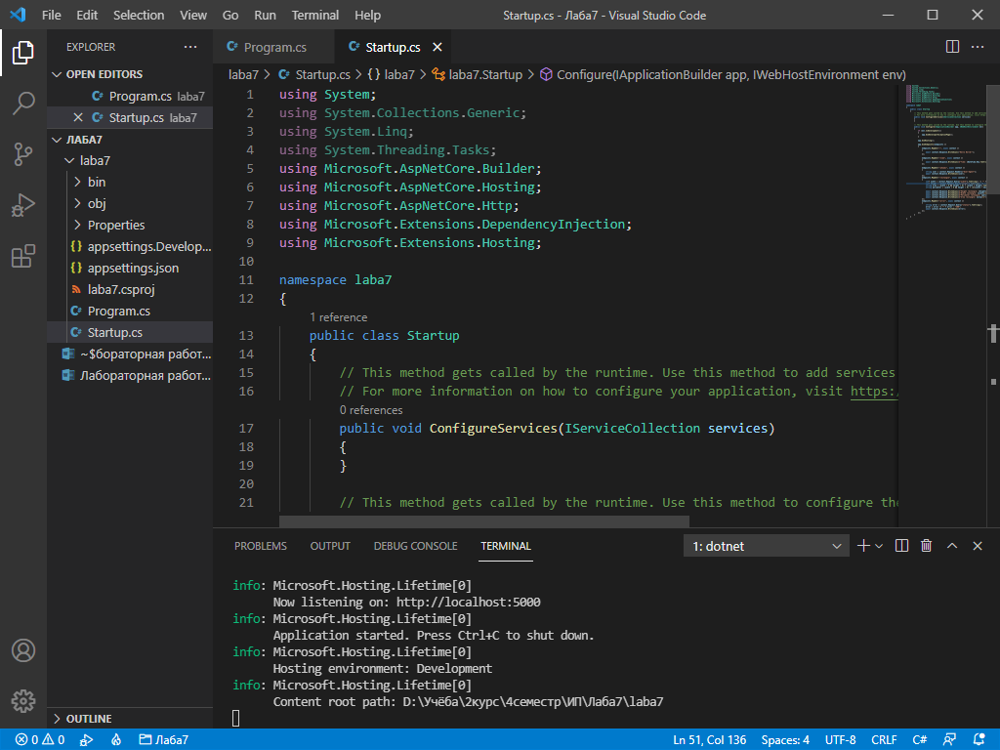 File Edit Selection View Go Run Terminal Help
Startup.cs - Лаба7 - Visual Studio Code
EXPLORER
OPEN EDITORS
Program.cs laba7
Startup.cs laba7
ЛАБА7
laba7
bin
obj
Properties
{} appsettings.Develop...
{} appsettings.json
laba7.csproj
C# Program.cs
C# Startup.cs
~$бораторная работ...
Лабораторная работ...
OUTLINE
C# Program.cs
C# Startup.cs
laba7 > C# Startup.cs > {} laba7 > laba7.Startup > Configure(IApplicationBuilder app, IWebHostEnvironment env)
1 using System;
2 using System.Collections.Generic;
3 using System.Linq;
4 using System.Threading.Tasks;
5 using Microsoft.AspNetCore.Builder;
6 using Microsoft.AspNetCore.Hosting;
7 using Microsoft.AspNetCore.Http;
8 using Microsoft.Extensions.DependencyInjection;
9 using Microsoft.Extensions.Hosting;
10
11 namespace laba7
12 {
1 reference
13 public class Startup
14 {
15 // This method gets called by the runtime. Use this method to add services
16 // For more information on how to configure your application, visit https:/
0 references
17 public void ConfigureServices(IServiceCollection services)
18 {
19 }
20
21 // This method gets called by the runtime. Use this method to configure the
PROBLEMS OUTPUT DEBUG CONSOLE TERMINAL
1: dotnet
info: Microsoft.Hosting.Lifetime[0]
Now listening on: http://localhost:5000
info: Microsoft.Hosting.Lifetime[0]
Application started. Press Ctrl+C to shut down.
info: Microsoft.Hosting.Lifetime[0]
Hosting environment: Development
info: Microsoft.Hosting.Lifetime[0]
Content root path: D:\Учёба\2курс\4семестр\ИП\Лаба7\laba7
0 0 Лаба7 Ln 51, Col 136 Spaces: 4 UTF-8 CRLF C#